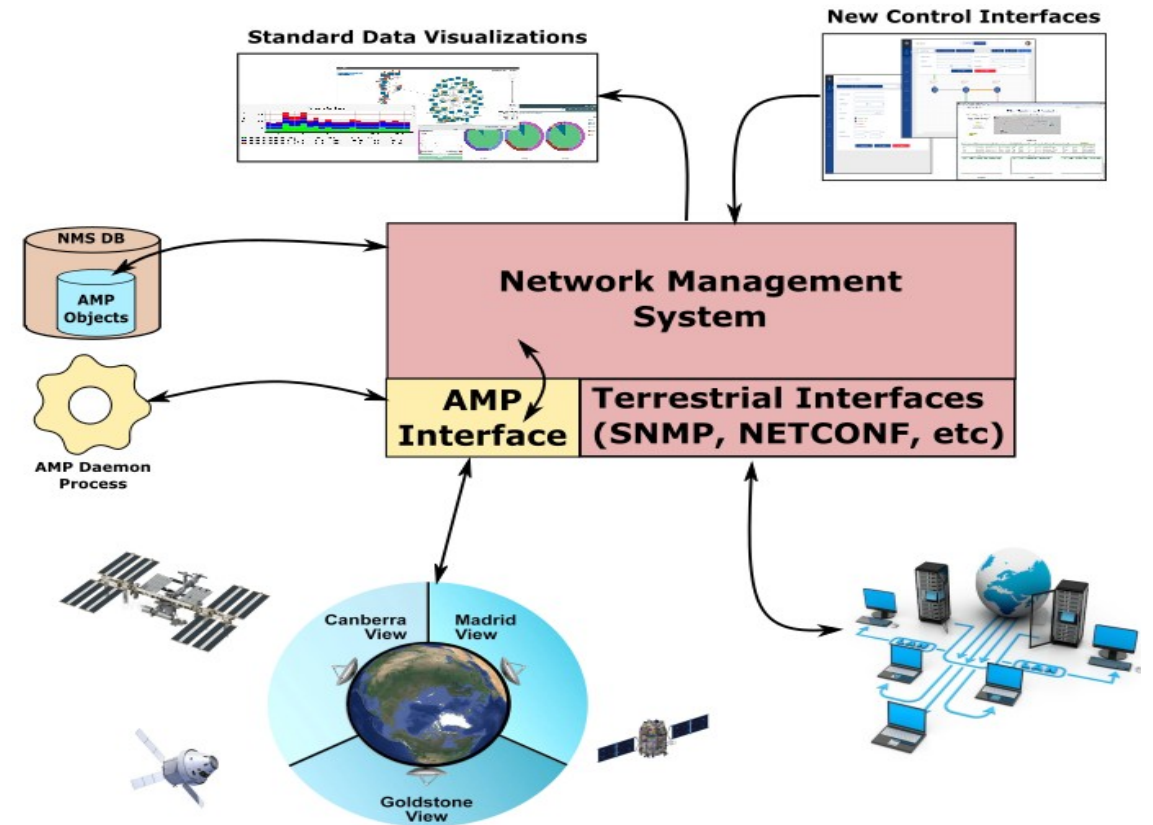 Standard Data Visualizations
New Control Interfaces
NMS DB
AMP
Objects
Network Management
System
AMP
Interface
Terrestrial Interfaces
(SNMP, NETCONF, etc)
AMP Daemon
Process
Canberra
View
Madrid
View
Goldstone
View